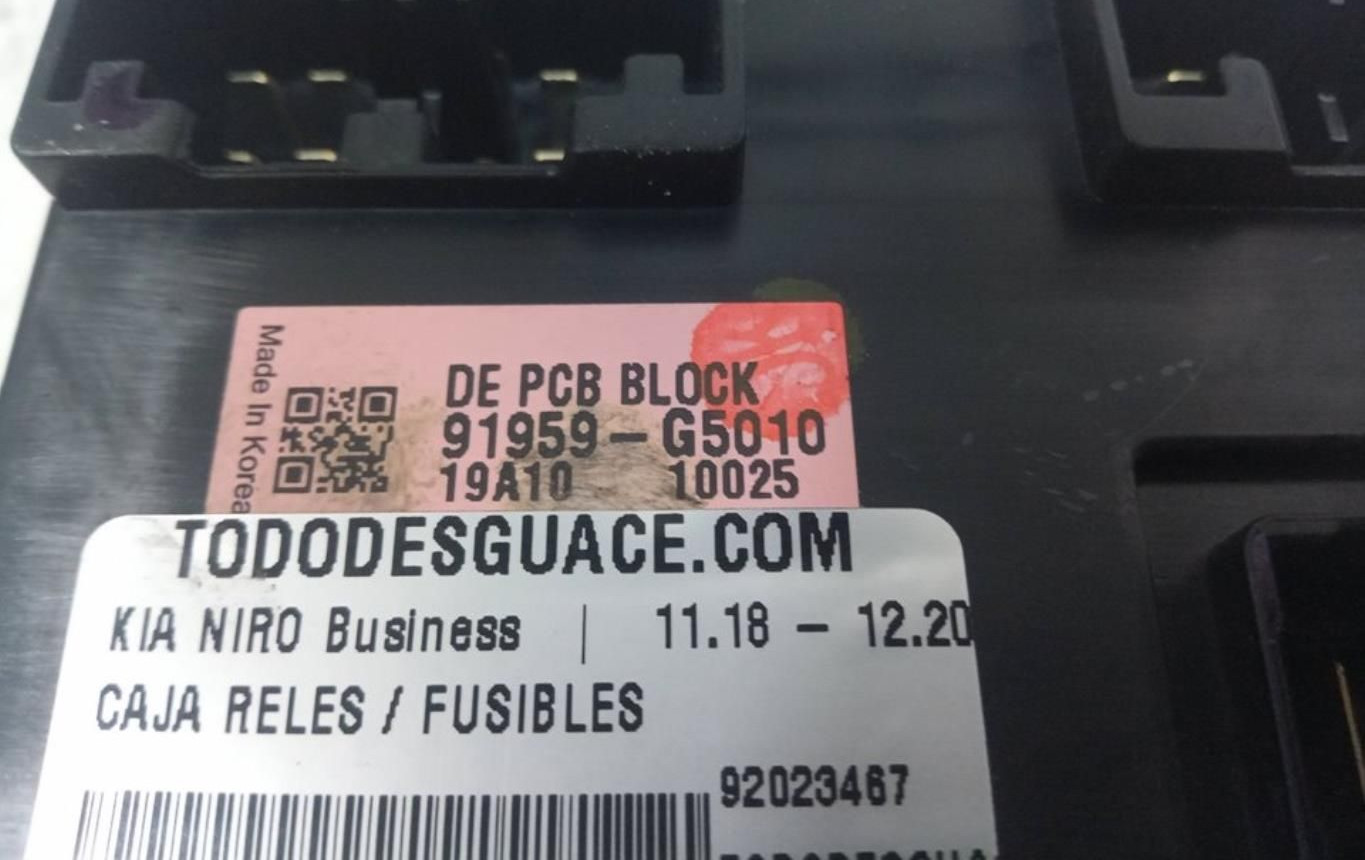 Made In Korea
DE PCB BLOCK
91959-G5010
19A10 10025
TODODESGUACE.COM
KIA NIRO Business | 11.18 - 12.20
CAJA RELES / FUSIBLES
92023467